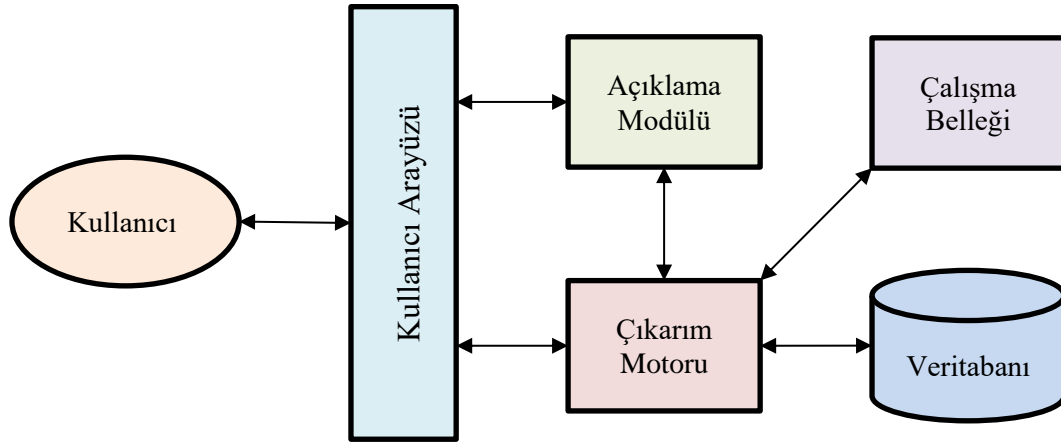 Kullanıcı
Kullanıcı Arayüzü
Açıklama
Modülü
Çalışma
Belleği
Çıkarım
Motoru
Veritabanı